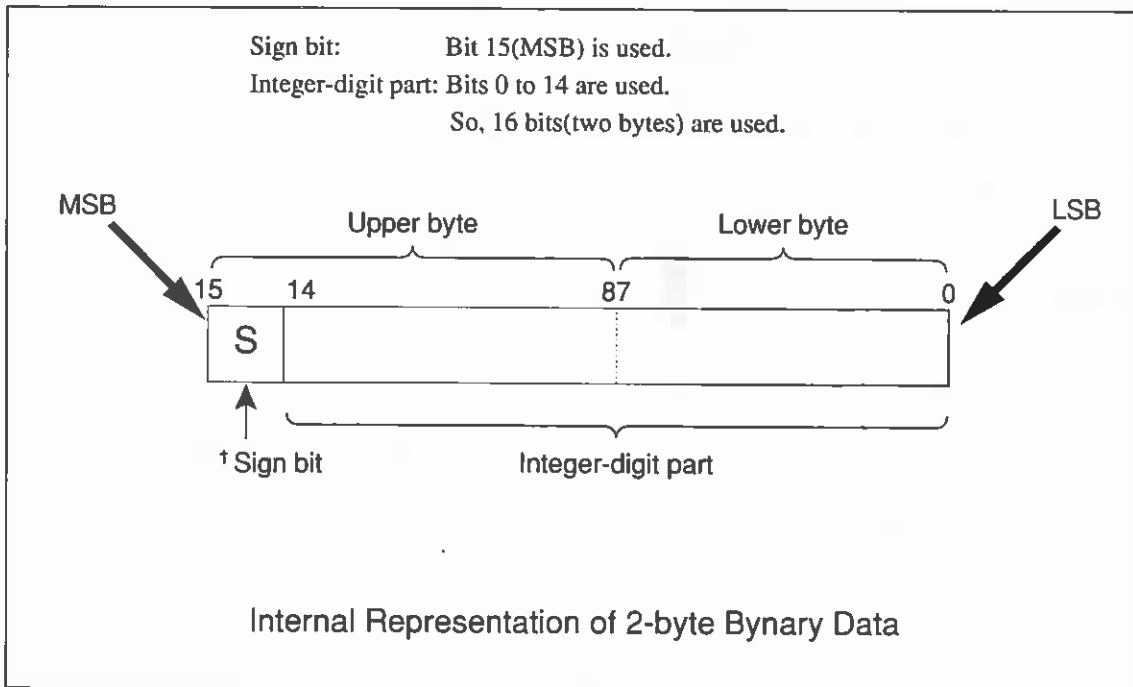 Sign bit: Bit 15(MSB) is used.
Integer-digit part: Bits 0 to 14 are used.
So, 16 bits(two bytes) are used.
MSB
LSB
Upper byte
Lower byte
15 14 87 0
S
† Sign bit
Integer-digit part
Internal Representation of 2-byte Bynary Data